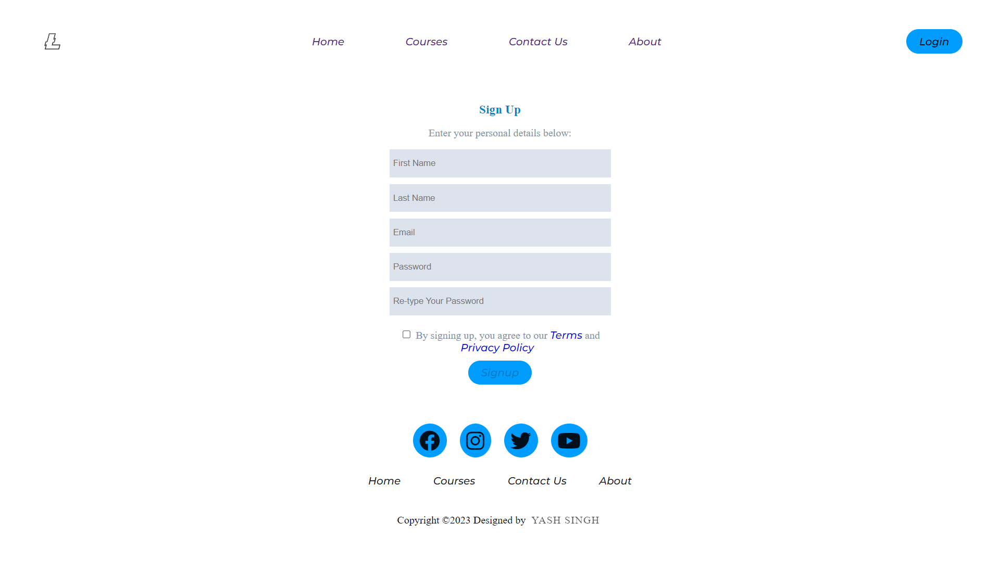 Home Courses Contact Us About Login
Sign Up
Enter your personal details below:
First Name
Last Name
Email
Password
Re-type Your Password
By signing up, you agree to our Terms and
Privacy Policy
Signup
Home Courses Contact Us About
Copyright ©2023 Designed by YASH SINGH